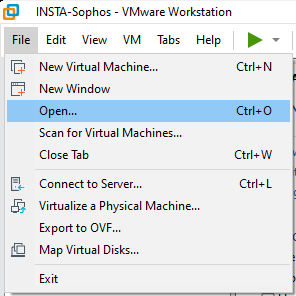 INSTA-Sophos - VMware Workstation
File Edit View VM Tabs Help
New Virtual Machine... Ctrl+N
New Window
Open... Ctrl+O
Scan for Virtual Machines...
Close Tab Ctrl+W
Connect to Server... Ctrl+L
Virtualize a Physical Machine...
Export to OVF...
Map Virtual Disks...
Exit